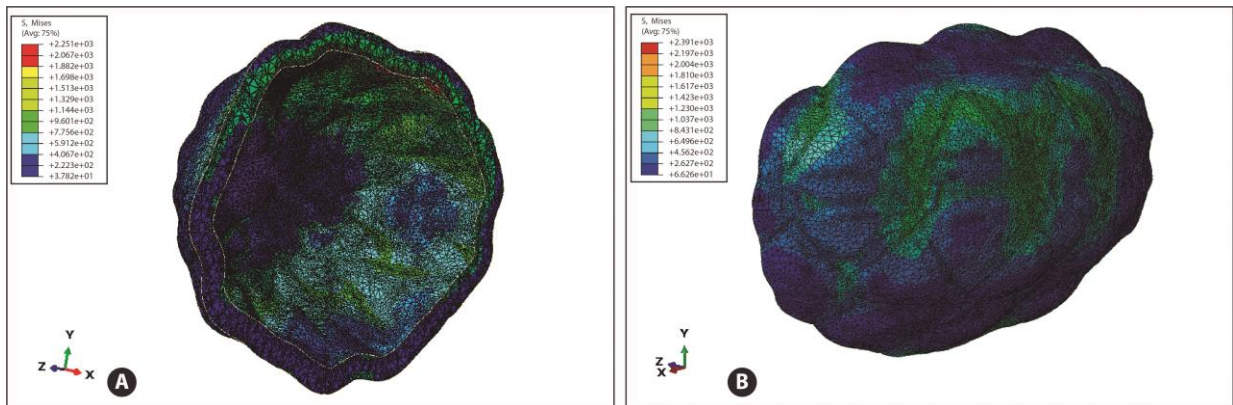 S, Mises
(Avg: 75%)
+2.251e+03
+2.067e+03
+1.882e+03
+1.698e+03
+1.513e+03
+1.329e+03
+1.144e+03
+9.601e+02
+7.756e+02
+5.912e+02
+4.067e+02
+2.223e+02
+3.782e+01
Y
Z
X
A
S, Mises
(Avg: 75%)
+2.391e+03
+2.197e+03
+2.004e+03
+1.810e+03
+1.617e+03
+1.423e+03
+1.230e+03
+1.037e+03
+8.431e+02
+6.496e+02
+4.562e+02
+2.627e+02
+6.626e+01
Y
Z
X
B